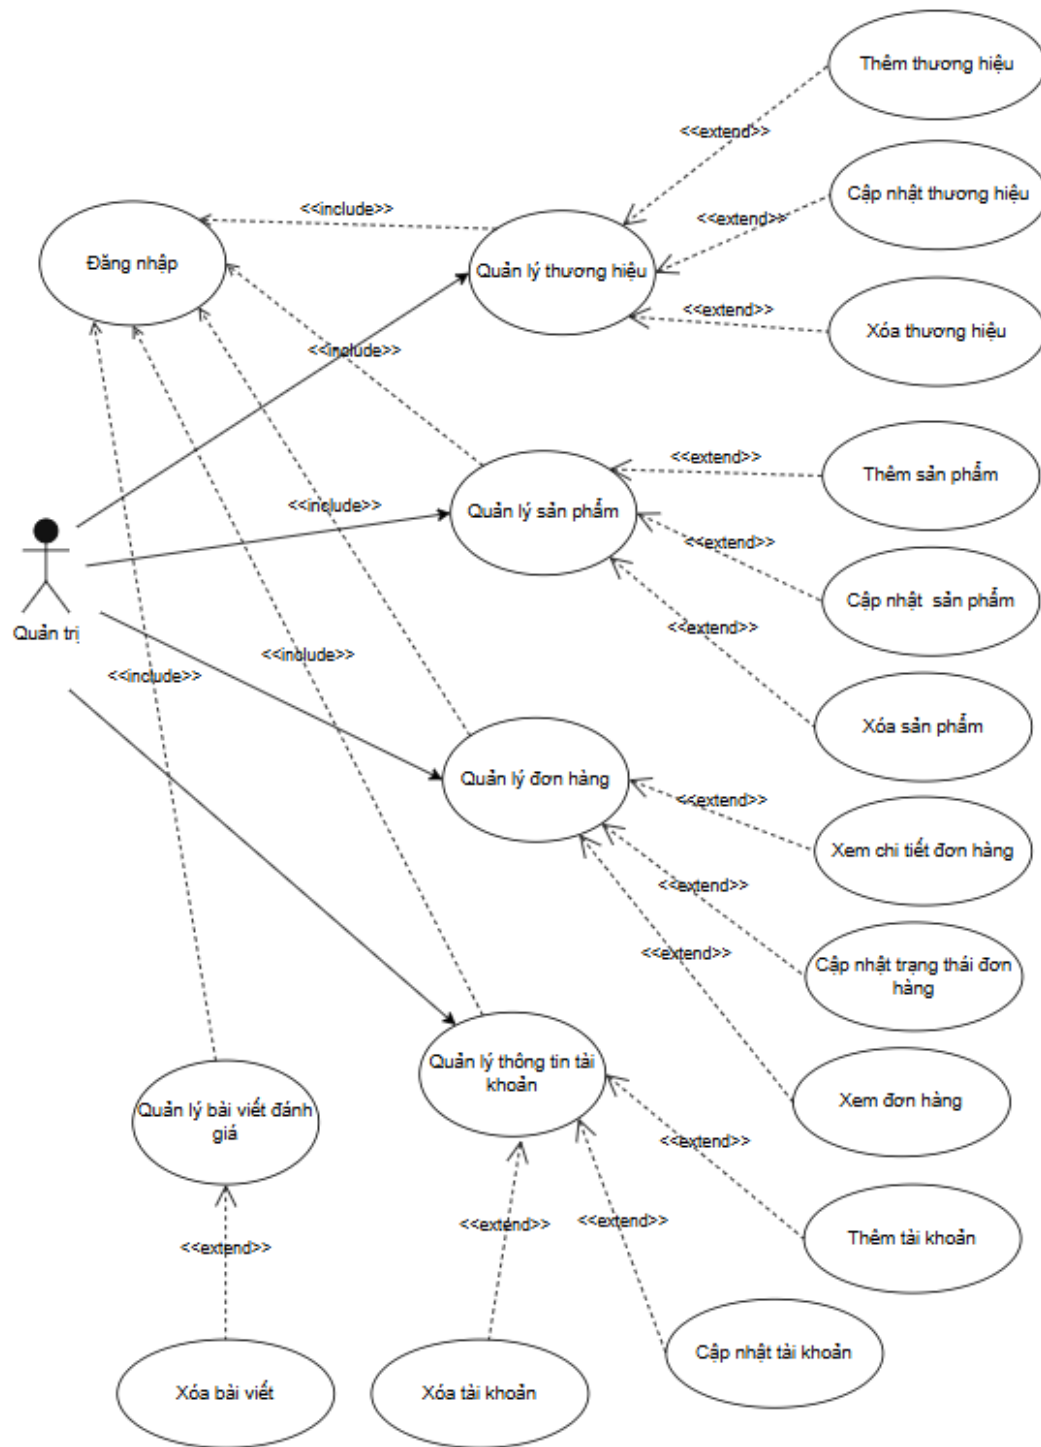 Thêm thương hiệu
<<extend>>
Cập nhật thương hiệu
<<include>>
<<extend>>
Đăng nhập
Quản lý thương hiệu
<<extend>>
Xóa thương hiệu
<<include>>
<<extend>>
Thêm sản phẩm
<<include>>
Quản lý sản phẩm
<<extend>>
Cập nhật  sản phẩm
Quản trị
<<extend>>
<<include>>
<<include>>
Xóa sản phẩm
Quản lý đơn hàng
<<extend>>
Xem chi tiết đơn hàng
<<extend>>
<<extend>>
Cập nhật trạng thái đơn
hàng
Quản lý thông tin tài
khoản
Xem đơn hàng
Quản lý bài viết đánh
giá
<<extend>>
<<extend>>
<<extend>>
<<extend>>
Thêm tài khoản
Cập nhật tài khoản
Xóa bài viết
Xóa tài khoản